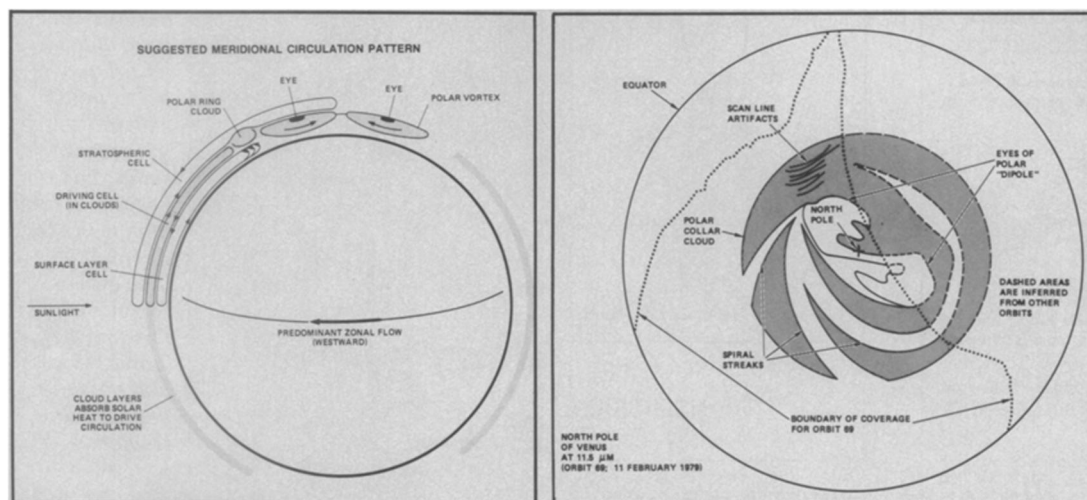 SUGGESTED MERIDIONAL CIRCULATION PATTERN
EYE
EYE
POLAR RING
CLOUD
POLAR VORTEX
STRATOSPHERIC
CELL
DRIVING CELL
(IN CLOUDS)
SURFACE LAYER
CELL
SUNLIGHT
PREDOMINANT ZONAL FLOW
(WESTWARD)
CLOUD LAYERS
ABSORB SOLAR
HEAT TO DRIVE
CIRCULATION
EQUATOR
SCAN LINE
ARTIFACTS
EYES OF
POLAR
"DIPOLE"
NORTH
POLE
POLAR
COLLAR
CLOUD
DASHED AREAS
ARE INFERRED
FROM OTHER
ORBITS
SPIRAL
STREAKS
BOUNDARY OF COVERAGE
FOR ORBIT 69
NORTH POLE
OF VENUS
AT 11.5 μM
(ORBIT 69; 11 FEBRUARY 1979)